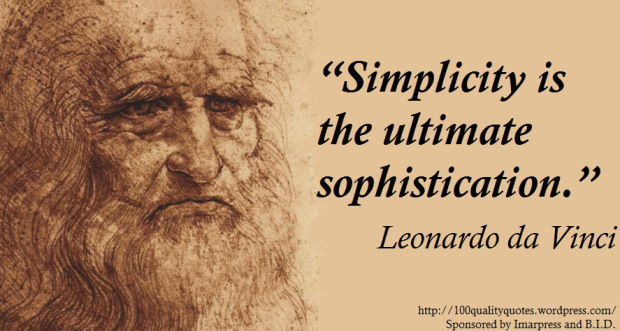 “Simplicity is
the ultimate
sophistication.”
Leonardo da Vinci
http://100qualityquotes.wordpress.com/
Sponsored by Imarpress and B.I.D.